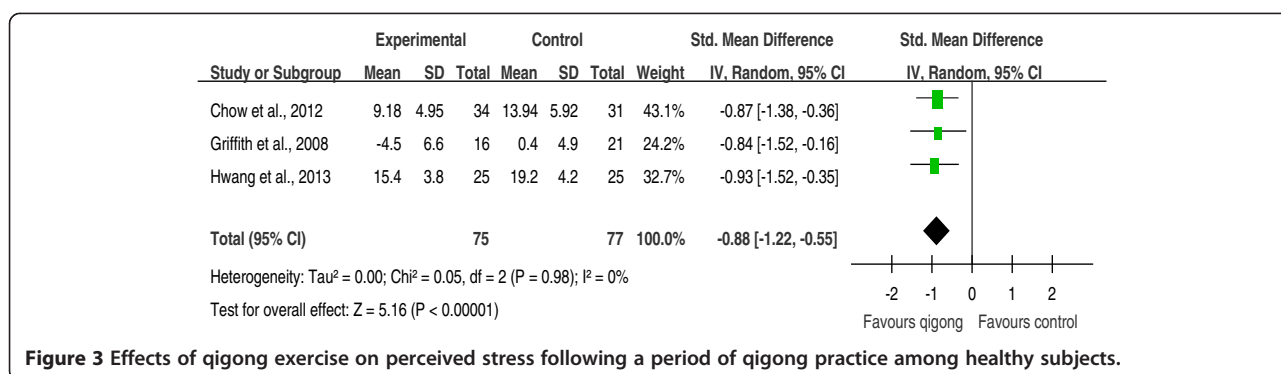 Experimental Control Std. Mean Difference Std. Mean Difference
Study or Subgroup Mean SD Total Mean SD Total Weight IV, Random, 95% CI IV, Random, 95% CI
Chow et al., 2012 9.18 4.95 34 13.94 5.92 31 43.1% -0.87 [-1.38, -0.36]
Griffith et al., 2008 -4.5 6.6 16 0.4 4.9 21 24.2% -0.84 [-1.52, -0.16]
Hwang et al., 2013 15.4 3.8 25 19.2 4.2 25 32.7% -0.93 [-1.52, -0.35]
Total (95% CI) 75 77 100.0% -0.88 [-1.22, -0.55]
Heterogeneity: Tau² = 0.00; Chi² = 0.05, df = 2 (P = 0.98); I² = 0%
Test for overall effect: Z = 5.16 (P < 0.00001)
-2 -1 0 1 2
Favours qigong Favours control
Figure 3 Effects of qigong exercise on perceived stress following a period of qigong practice among healthy subjects.